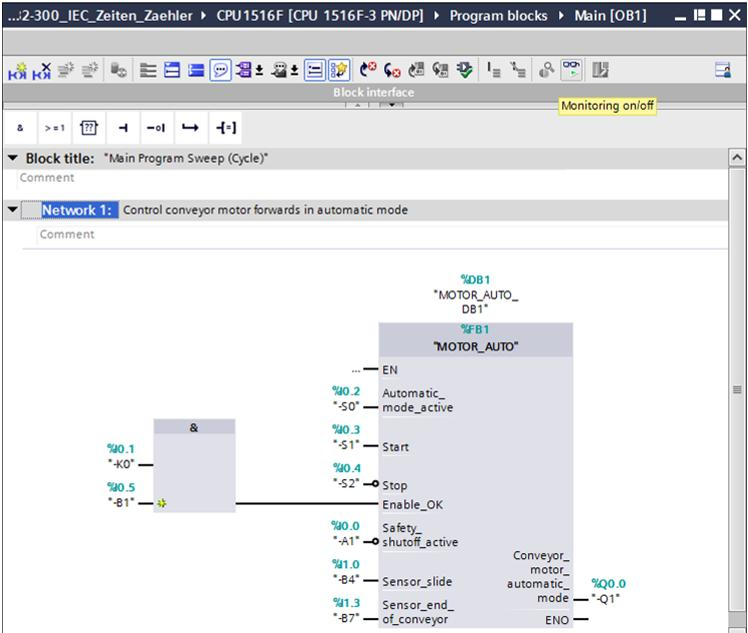 ...!2-300_IEC_Zeiten_Zaehler ▸ CPU1516F [CPU 1516F-3 PN/DP] ▸ Program blocks ▸ Main [OB1]
Block interface
Monitoring on/off
& >=1 ??
Block title: "Main Program Sweep (Cycle)"
Comment
Network 1: Control conveyor motor forwards in automatic mode
Comment
%DB1
"MOTOR_AUTO_
DB1"
%FB1
"MOTOR_AUTO"
... EN
%I0.2
"-S0"
Automatic_
mode_active
%I0.3
"-S1"
Start
&
%I0.1
"-K0"
%I0.4
"-S2"
Stop
%I0.5
"-B1"
Enable_OK
%I0.0
"-A1"
Safety_
shutoff_active
%I1.0
"-B4"
Sensor_slide
%I1.3
"-B7"
Sensor_end_
of_conveyor
Conveyor_
motor_
automatic_
mode
%Q0.0
"-Q1"
ENO